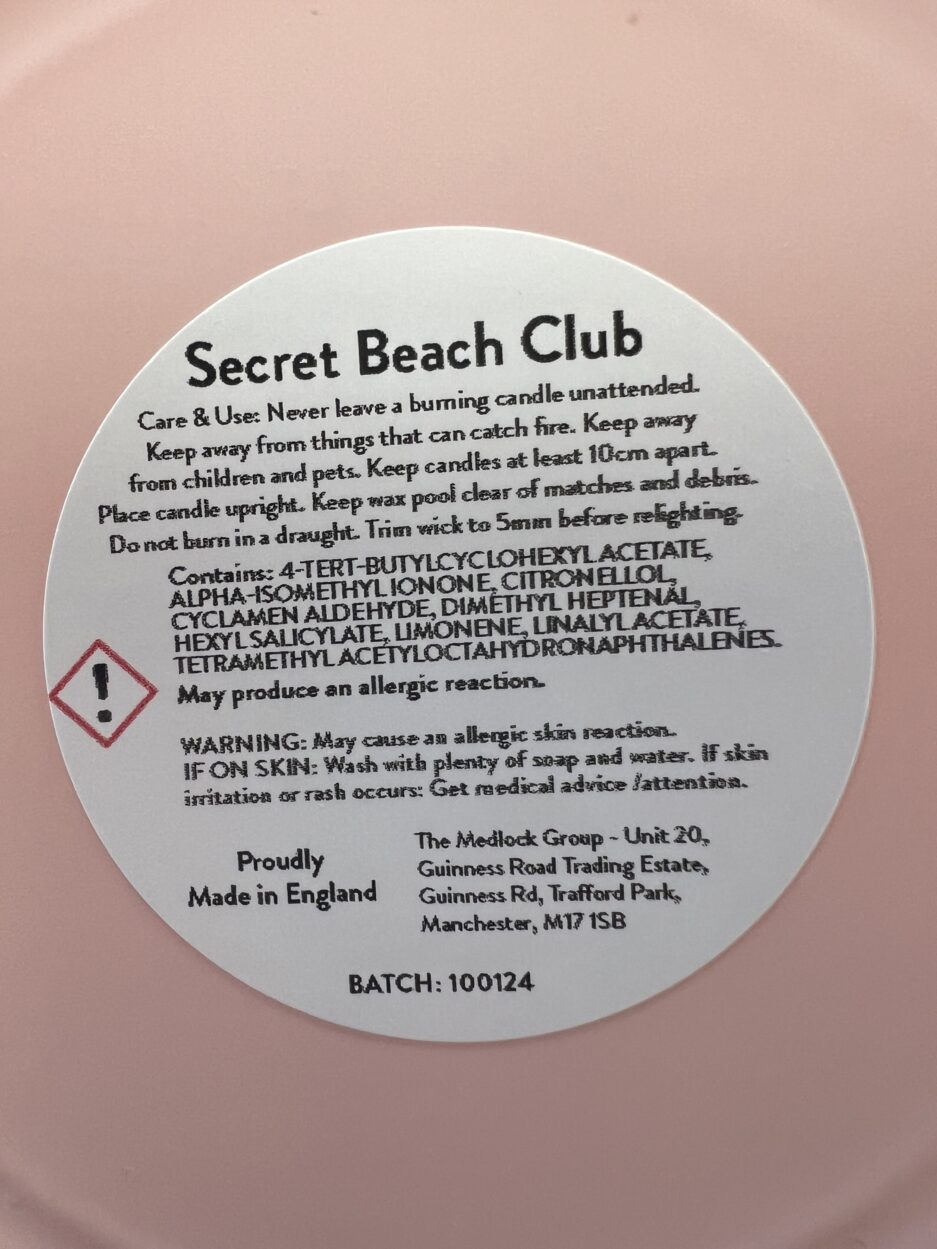 Secret Beach Club
Care & Use: Never leave a burning candle unattended.
Keep away from things that can catch fire. Keep away
from children and pets. Keep candles at least 10cm apart.
Place candle upright. Keep wax pool clear of matches and debris.
Do not burn in a draught. Trim wick to 5mm before relighting.
Contains: 4-TERT-BUTYLCYCLOHEXYL ACETATE,
ALPHA-ISOMETHYL IONONE, CITRONELLOL,
CYCLAMEN ALDEHYDE, DIMETHYL HEPTENAL,
HEXYL SALICYLATE, LIMONENE, LINALYL ACETATE,
TETRAMETHYL ACETYLOCTAHYDRONAPHTHALENES.
!
May produce an allergic reaction.
WARNING: May cause an allergic skin reaction.
IF ON SKIN: Wash with plenty of soap and water. If skin
irritation or rash occurs: Get medical advice /attention.
Proudly
Made in England
The Medlock Group - Unit 20,
Guinness Road Trading Estate,
Guinness Rd, Trafford Park,
Manchester, M17 1SB
BATCH: 100124